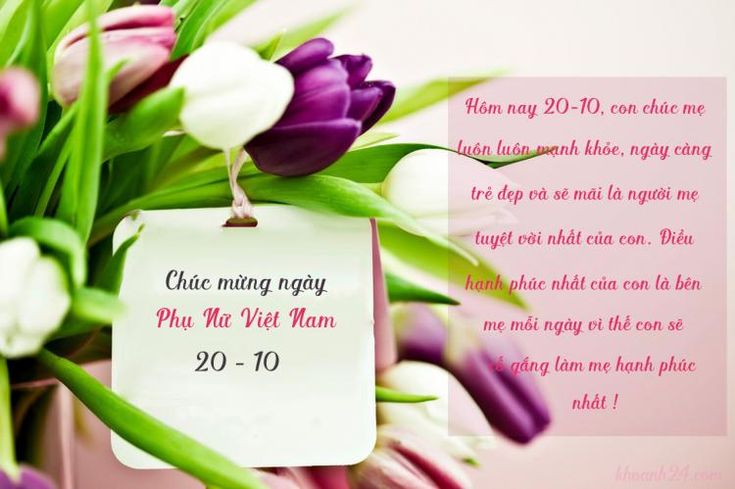 Chúc mừng ngày
Phụ Nữ Việt Nam
20 - 10
Hôm nay 20-10, con chúc mẹ
luôn luôn mạnh khỏe, ngày càng
trẻ đẹp và sẽ mãi là người mẹ
tuyệt vời nhất của con. Điều
hạnh phúc nhất của con là bên
mẹ mỗi ngày vì thế con sẽ
cố gắng làm mẹ hạnh phúc
nhất !
khoanh24.com